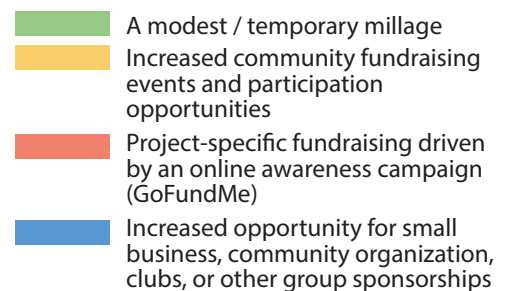 A modest / temporary millage
Increased community fundraising
events and participation
opportunities
Project-specific fundraising driven
by an online awareness campaign
(GoFundMe)
Increased opportunity for small
business, community organization,
clubs, or other group sponsorships